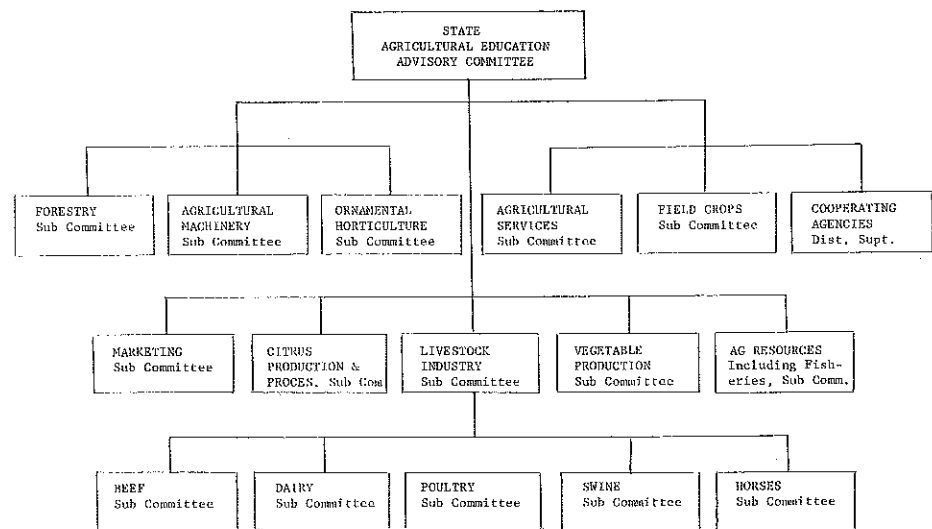 STATE
AGRICULTURAL EDUCATION
ADVISORY COMMITTEE
FORESTRY
Sub Committee
AGRICULTURAL
MACHINERY
Sub Committee
ORNAMENTAL
HORTICULTURE
Sub Committee
AGRICULTURAL
SERVICES
Sub Committee
FIELD CROPS
Sub Committee
COOPERATING
AGENCIES
Dist. Supt.
MARKETING
Sub Committee
CITRUS
PRODUCTION &
PROCES. Sub Com
LIVESTOCK
INDUSTRY
Sub Committee
VEGETABLE
PRODUCTION
Sub Committee
AG RESOURCES
Including Fish-
eries, Sub Comm.
BEEF
Sub Committee
DAIRY
Sub Committee
POULTRY
Sub Committee
SWINE
Sub Committee
HORSES
Sub Committee